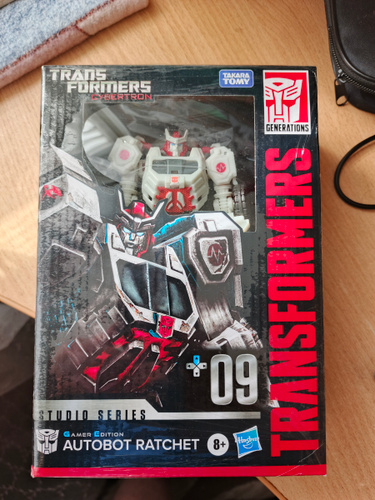 TRANSFORMERS
CYBERTRON
TAKARA
TOMY
GENERATIONS
TRANSFORMERS
09
STUDIO SERIES
GAMER EDITION
AUTOBOT RATCHET
8+
Hasbro